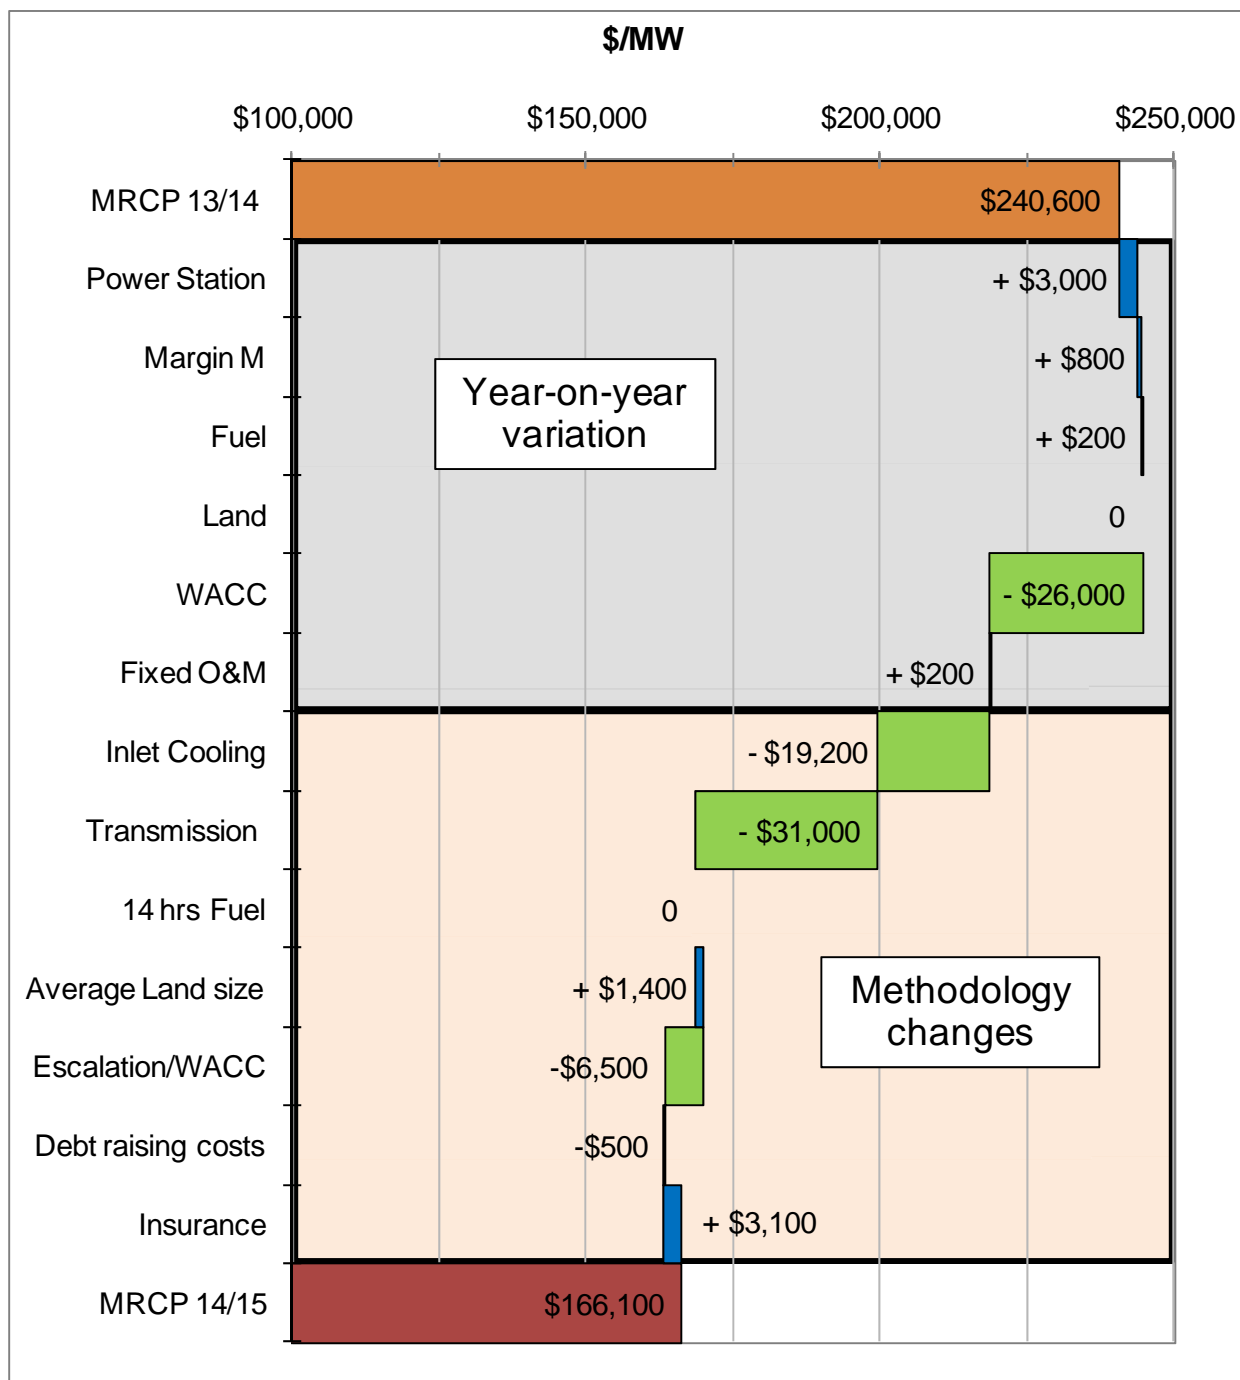 $/MW
$100,000 $150,000 $200,000 $250,000
MRCP 13/14 $240,600
Power Station + $3,000
Margin M + $800
Year-on-year
variation
Fuel + $200
Land 0
WACC - $26,000
Fixed O&M + $200
Inlet Cooling - $19,200
Transmission - $31,000
14 hrs Fuel 0
Average Land size + $1,400
Methodology
changes
Escalation/WACC -$6,500
Debt raising costs -$500
Insurance + $3,100
MRCP 14/15 $166,100